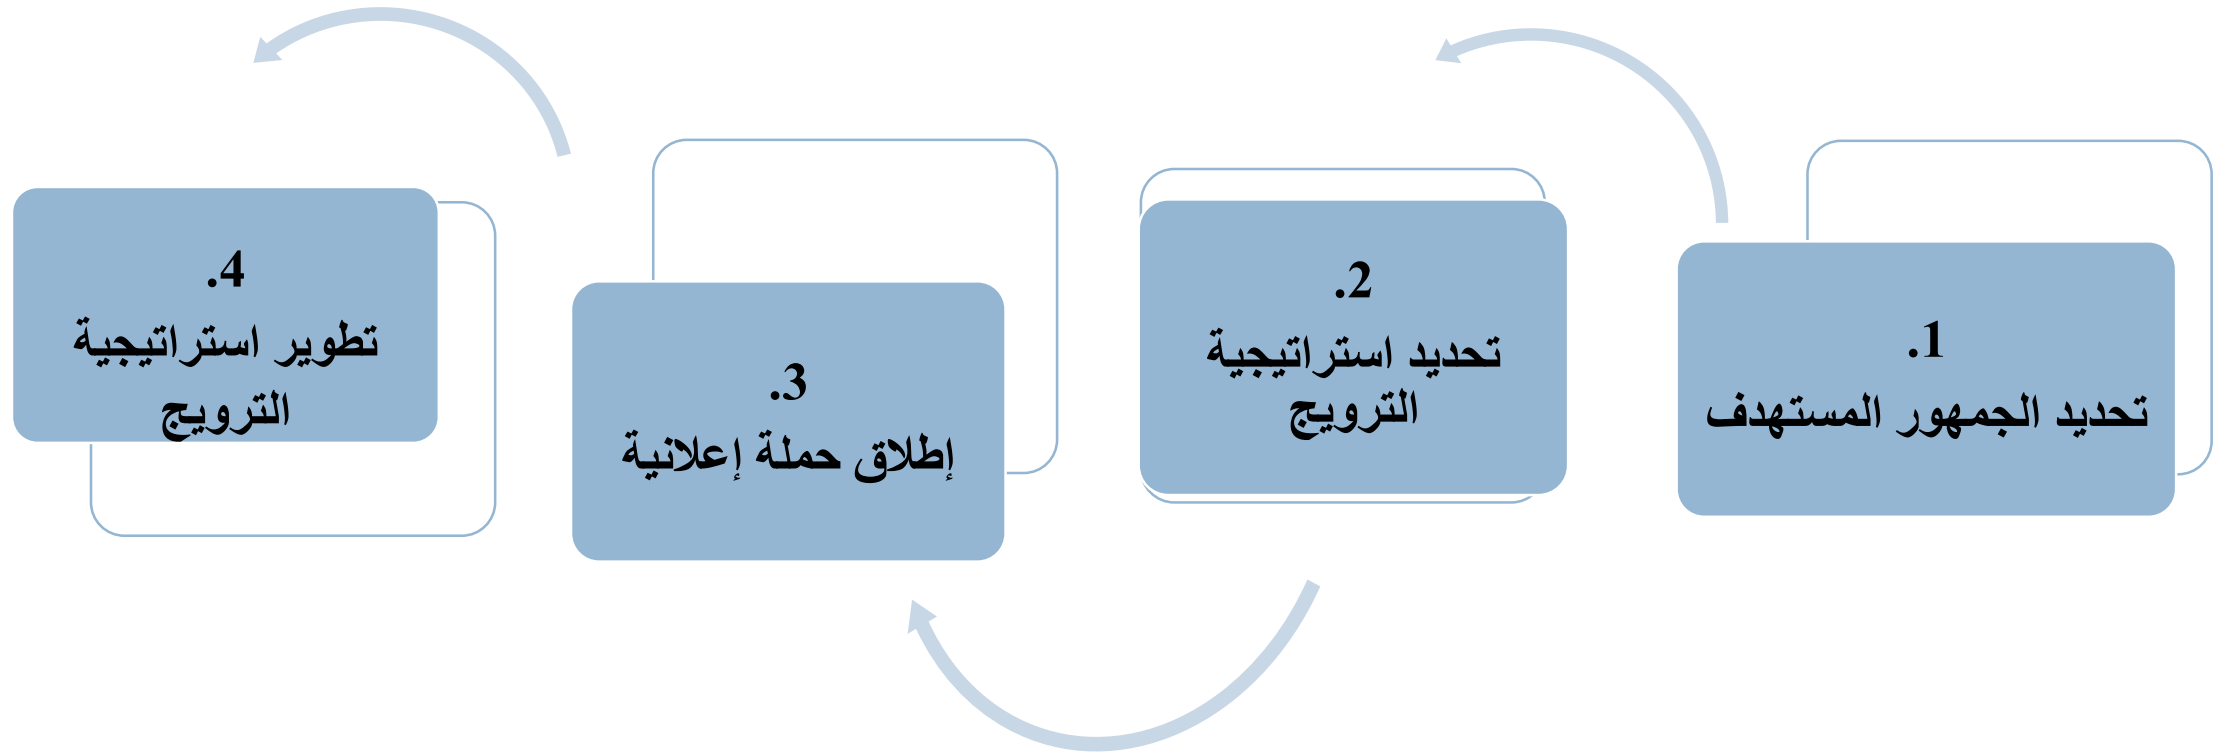 1.
تحديد الجمهور المستهدف
2.
تحديد استراتيجية
الترويج
3.
إطلاق حملة إعلانية
4.
تطوير استراتيجية
الترويج